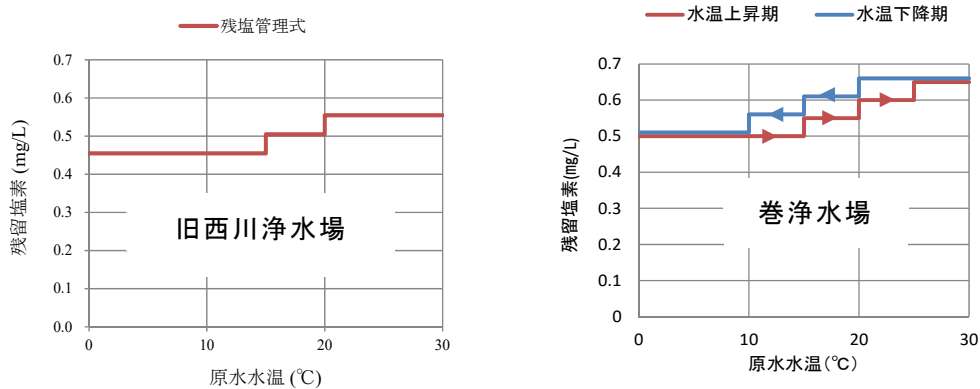 残塩管理式
0.7
0.6
0.5
0.4
0.3
0.2
0.1
0.0
0 10 20 30
残留塩素 (mg/L)
原水水温 (℃)
旧西川浄水場
水温上昇期 水温下降期
0.7
0.6
0.5
0.4
0.3
0.2
0.1
0
0 10 20 30
残留塩素(㎎/L)
原水水温(℃)
巻浄水場